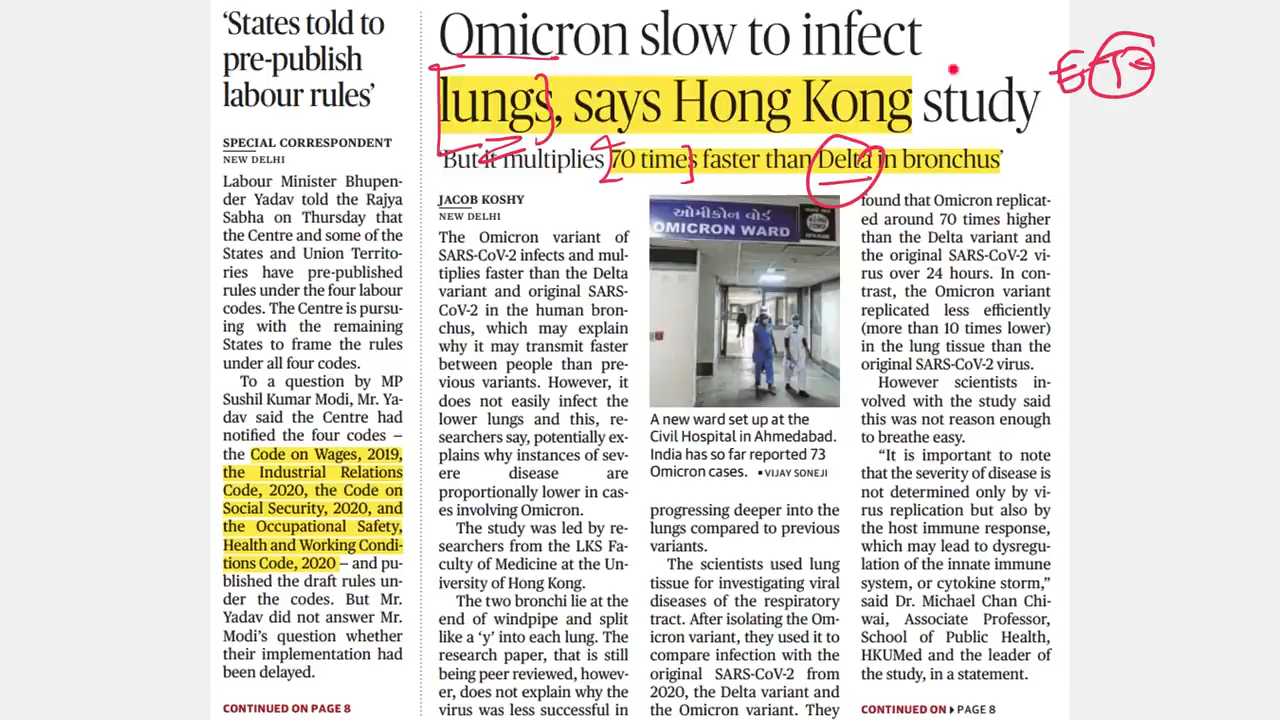 ‘States told to
pre-publish
labour rules’
SPECIAL CORRESPONDENT
NEW DELHI
Labour Minister Bhupen-
der Yadav told the Rajya
Sabha on Thursday that
the Centre and some of the
States and Union Territo-
ries have pre-published
rules under the four labour
codes. The Centre is pursu-
ing with the remaining
States to frame the rules
under all four codes.
To a question by MP
Sushil Kumar Modi, Mr. Ya-
dav said the Centre had
notified the four codes –
the Code on Wages, 2019,
the Industrial Relations
Code, 2020, the Code on
Social Security, 2020, and
the Occupational Safety,
Health and Working Condi-
tions Code, 2020 – and pu-
blished the draft rules un-
der the codes. But Mr.
Yadav did not answer Mr.
Modi’s question whether
their implementation had
been delayed.
CONTINUED ON PAGE 8
Omicron slow to infect
lungs, says Hong Kong study
‘But it multiplies 70 times faster than Delta in bronchus’
JACOB KOSHY
NEW DELHI
The Omicron variant of
SARS-CoV-2 infects and mul-
tiplies faster than the Delta
variant and original SARS-
CoV-2 in the human bron-
chus, which may explain
why it may transmit faster
between people than pre-
vious variants. However, it
does not easily infect the
lower lungs and this, re-
searchers say, potentially ex-
plains why instances of sev-
ere disease are
proportionally lower in cas-
es involving Omicron.
The study was led by re-
searchers from the LKS Fa-
culty of Medicine at the Un-
iversity of Hong Kong.
The two bronchi lie at the
end of windpipe and split
like a ‘y’ into each lung. The
research paper, that is still
being peer reviewed, howev-
er, does not explain why the
virus was less successful in
ઓમીક્રોન વોર્ડ
OMICRON WARD
A new ward set up at the
Civil Hospital in Ahmedabad.
India has so far reported 73
Omicron cases. ▪ VIJAY SONEJI
progressing deeper into the
lungs compared to previous
variants.
The scientists used lung
tissue for investigating viral
diseases of the respiratory
tract. After isolating the Om-
icron variant, they used it to
compare infection with the
original SARS-CoV-2 from
2020, the Delta variant and
the Omicron variant. They
found that Omicron replicat-
ed around 70 times higher
than the Delta variant and
the original SARS-CoV-2 vi-
rus over 24 hours. In con-
trast, the Omicron variant
replicated less efficiently
(more than 10 times lower)
in the lung tissue than the
original SARS-CoV-2 virus.
However scientists in-
volved with the study said
this was not reason enough
to breathe easy.
“It is important to note
that the severity of disease is
not determined only by vi-
rus replication but also by
the host immune response,
which may lead to dysregu-
lation of the innate immune
system, or cytokine storm,”
said Dr. Michael Chan Chi-
wai, Associate Professor,
School of Public Health,
HKUMed and the leader of
the study, in a statement.
CONTINUED ON ▸ PAGE 8